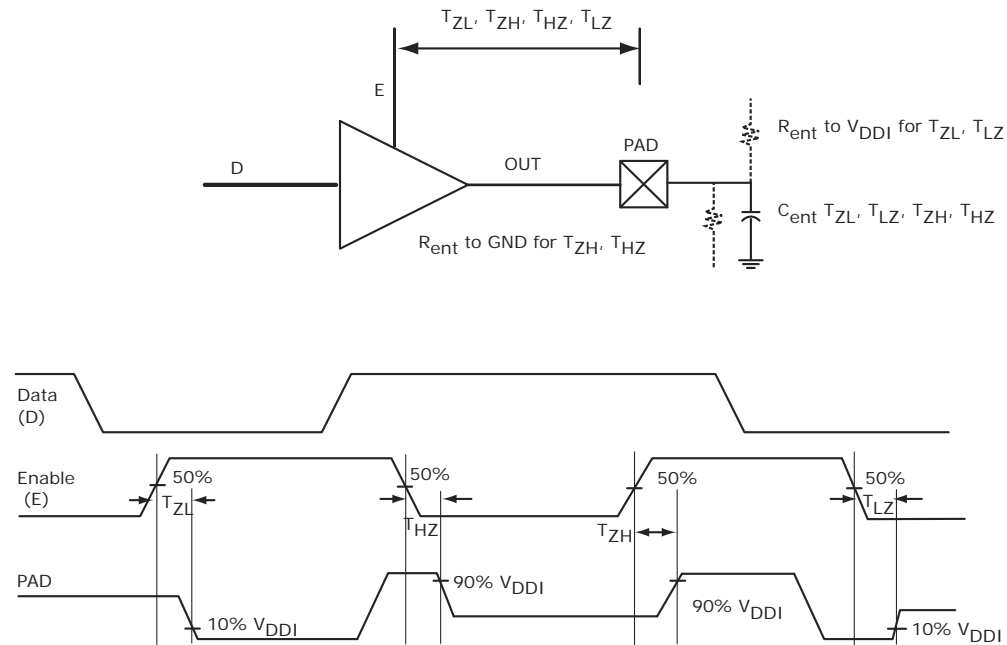 TZL, TZH, THZ, TLZ
E
D
OUT
PAD
Rent to VDDI for TZL, TLZ
Cent TZL, TLZ, TZH, THZ
Rent to GND for TZH, THZ
Data
(D)
Enable
(E)
50%
TZL
50%
THZ
50%
TZH
50%
TLZ
PAD
10% VDDI
90% VDDI
90% VDDI
10% VDDI